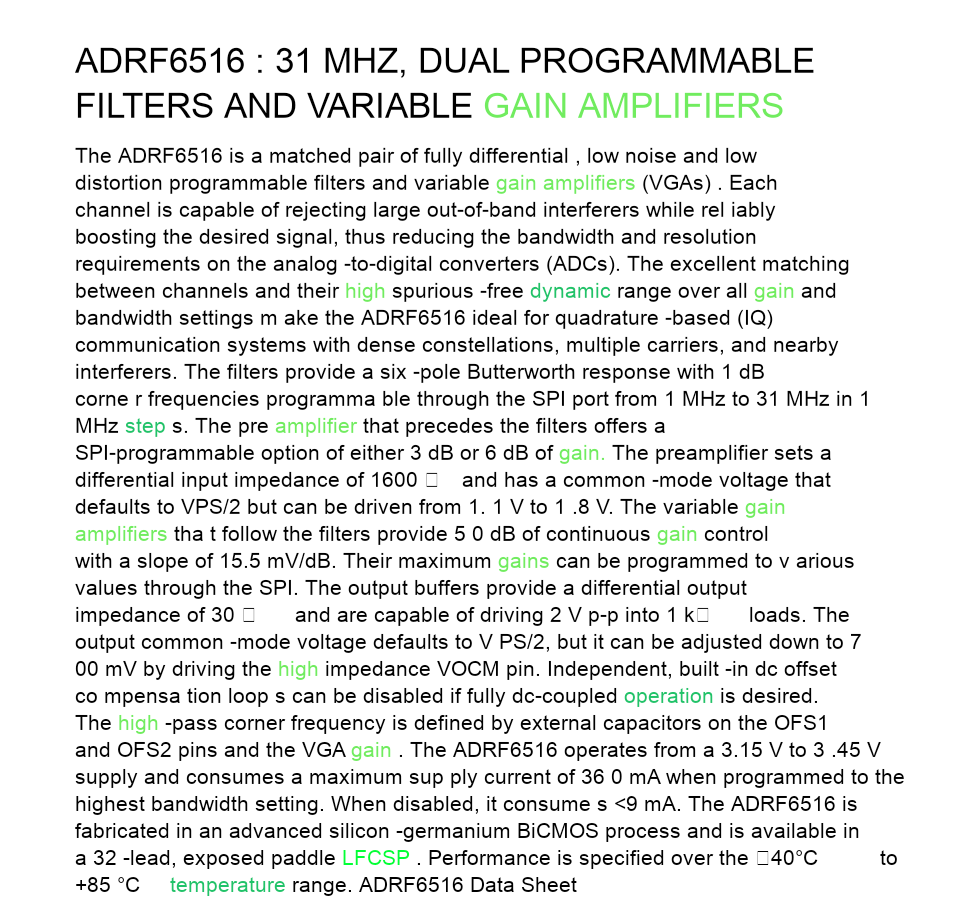 ADRF6516 : 31 MHZ, DUAL PROGRAMMABLE
FILTERS AND VARIABLE GAIN AMPLIFIERS
The ADRF6516 is a matched pair of fully differential , low noise and low
distortion programmable filters and variable gain amplifiers (VGAs) . Each
channel is capable of rejecting large out-of-band interferers while rel iably
boosting the desired signal, thus reducing the bandwidth and resolution
requirements on the analog -to-digital converters (ADCs). The excellent matching
between channels and their high spurious -free dynamic range over all gain and
bandwidth settings m ake the ADRF6516 ideal for quadrature -based (IQ)
communication systems with dense constellations, multiple carriers, and nearby
interferers. The filters provide a six -pole Butterworth response with 1 dB
corne r frequencies programma ble through the SPI port from 1 MHz to 31 MHz in 1
MHz step s. The pre amplifier that precedes the filters offers a
SPI-programmable option of either 3 dB or 6 dB of gain. The preamplifier sets a
differential input impedance of 1600 □ and has a common -mode voltage that
defaults to VPS/2 but can be driven from 1. 1 V to 1 .8 V. The variable gain
amplifiers tha t follow the filters provide 5 0 dB of continuous gain control
with a slope of 15.5 mV/dB. Their maximum gains can be programmed to v arious
values through the SPI. The output buffers provide a differential output
impedance of 30 □ and are capable of driving 2 V p-p into 1 k□ loads. The
output common -mode voltage defaults to V PS/2, but it can be adjusted down to 7
00 mV by driving the high impedance VOCM pin. Independent, built -in dc offset
co mpensa tion loop s can be disabled if fully dc-coupled operation is desired.
The high -pass corner frequency is defined by external capacitors on the OFS1
and OFS2 pins and the VGA gain . The ADRF6516 operates from a 3.15 V to 3 .45 V
supply and consumes a maximum sup ply current of 36 0 mA when programmed to the
highest bandwidth setting. When disabled, it consume s <9 mA. The ADRF6516 is
fabricated in an advanced silicon -germanium BiCMOS process and is available in
a 32 -lead, exposed paddle LFCSP . Performance is specified over the □40°C to
+85 °C temperature range. ADRF6516 Data Sheet